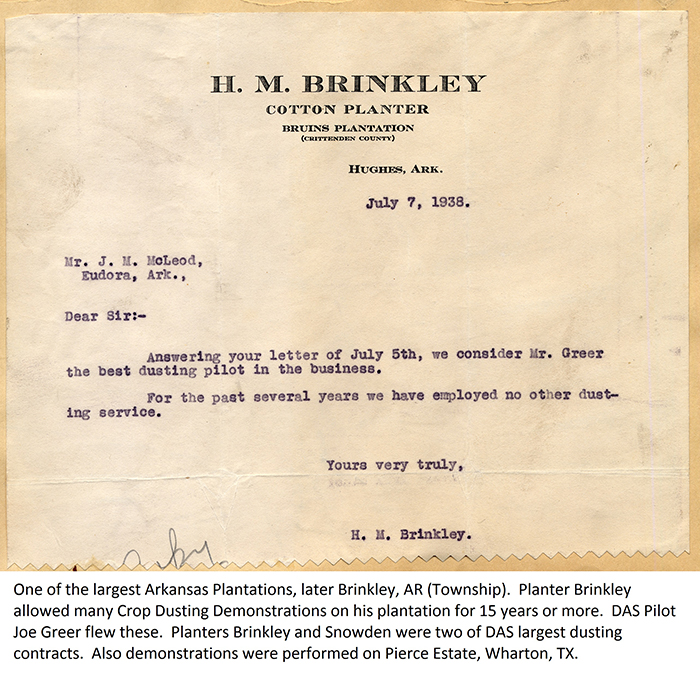 H. M. BRINKLEY
COTTON PLANTER
BRUINS PLANTATION
(CRITTENDEN COUNTY)
HUGHES, ARK.
July 7, 1938.
Mr. J. M. McLeod,
Eudora, Ark.,
Dear Sir:-
Answering your letter of July 5th, we consider Mr. Greer
the best dusting pilot in the business.
For the past several years we have employed no other dust-
ing service.
Yours very truly,
H. M. Brinkley.
One of the largest Arkansas Plantations, later Brinkley, AR (Township).  Planter Brinkley
allowed many Crop Dusting Demonstrations on his plantation for 15 years or more.  DAS Pilot
Joe Greer flew these.  Planters Brinkley and Snowden were two of DAS largest dusting
contracts.  Also demonstrations were performed on Pierce Estate, Wharton, TX.